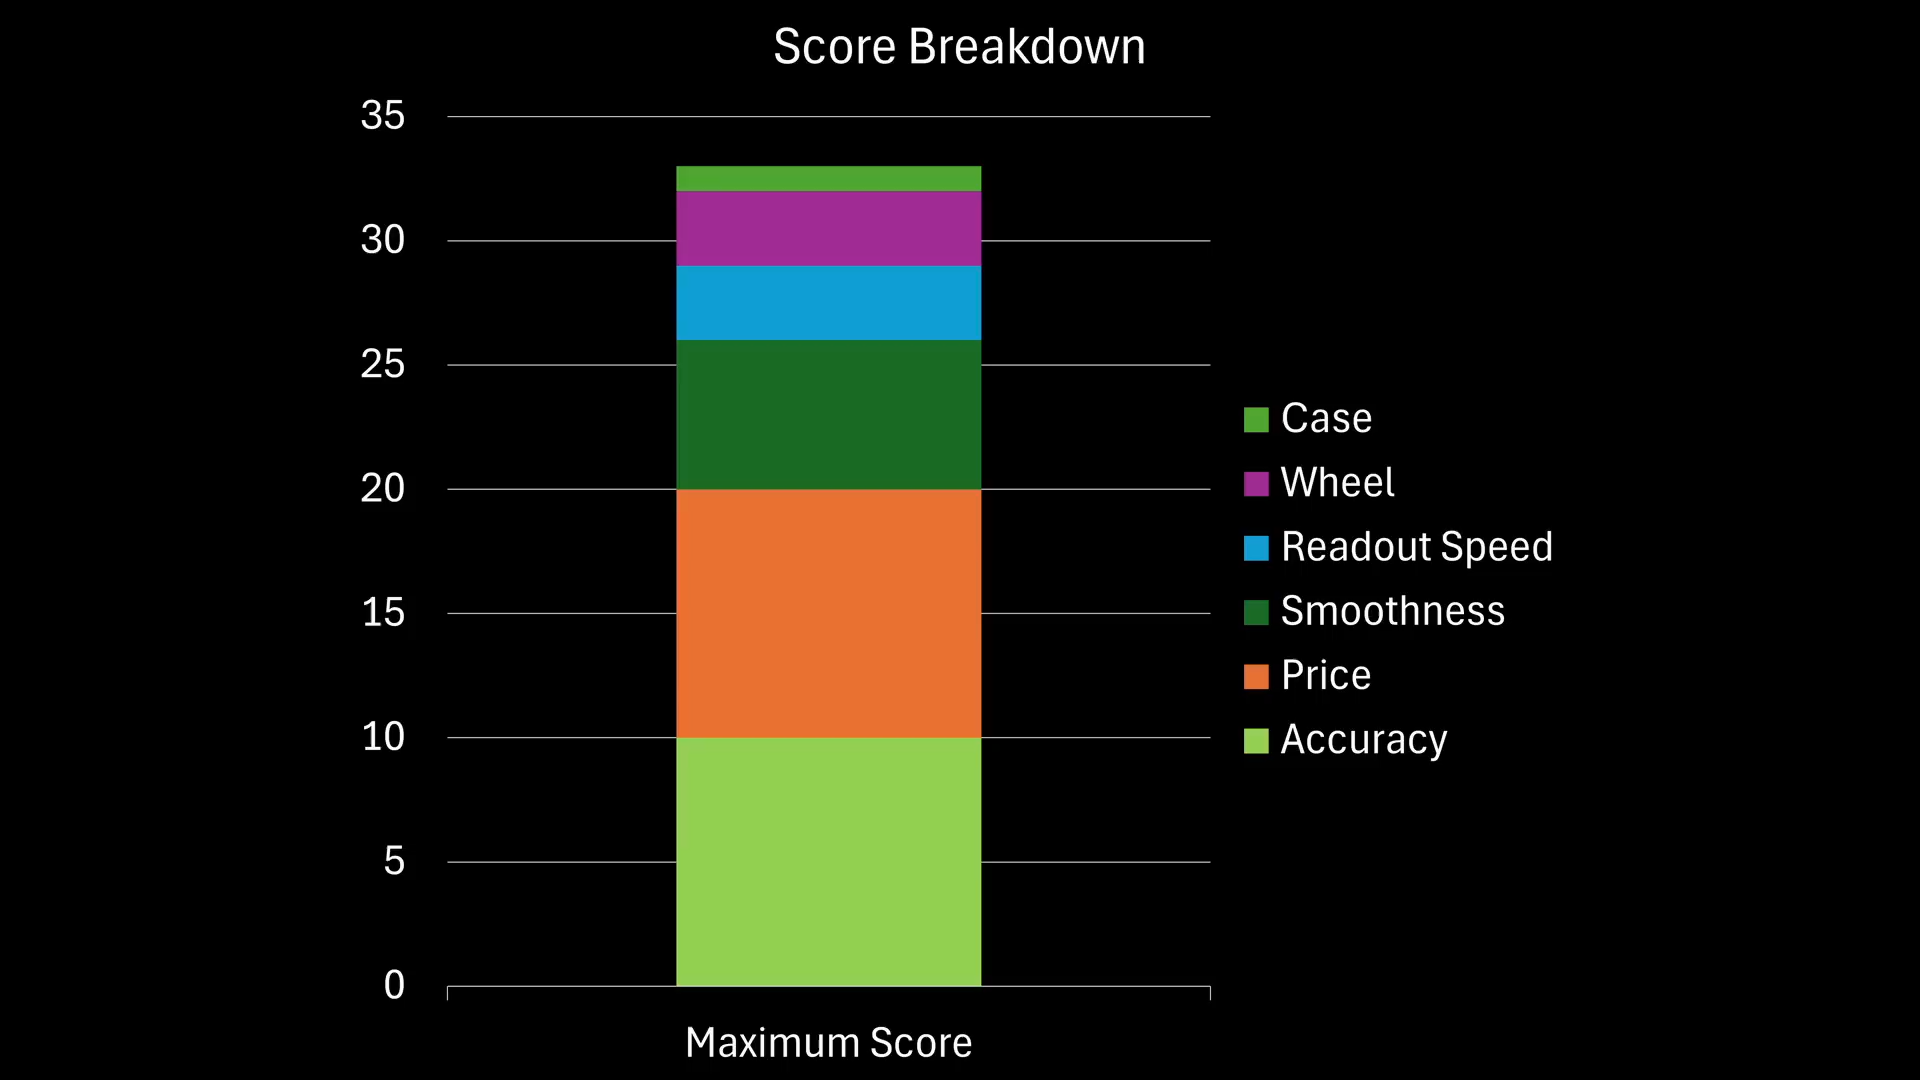 Score Breakdown
35
30
25
20
15
10
5
0
Maximum Score
Case
Wheel
Readout Speed
Smoothness
Price
Accuracy